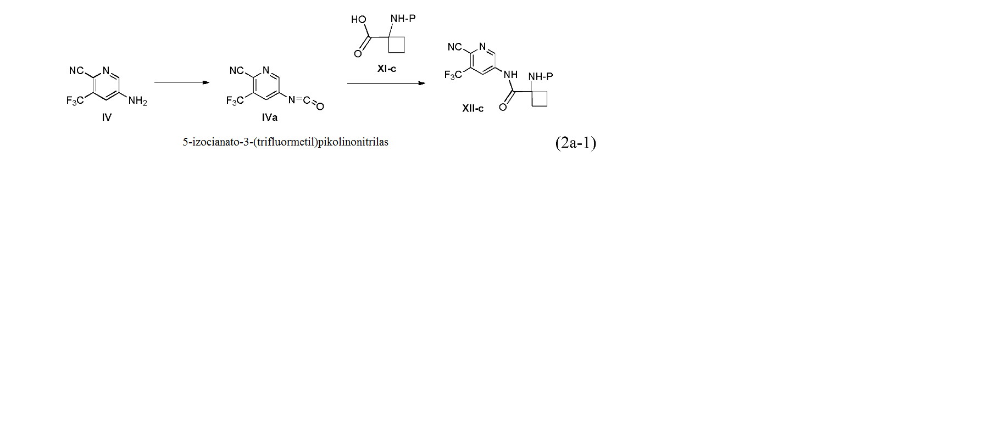 HO NH-P
O
XI-c
NC N
F3C NH2
IV
NC N
F3C N=C=O
IVa
NC N
F3C NH NH-P
O
XII-c
5-izocianato-3-(trifluormetil)pikolinonitrilas
(2a-1)